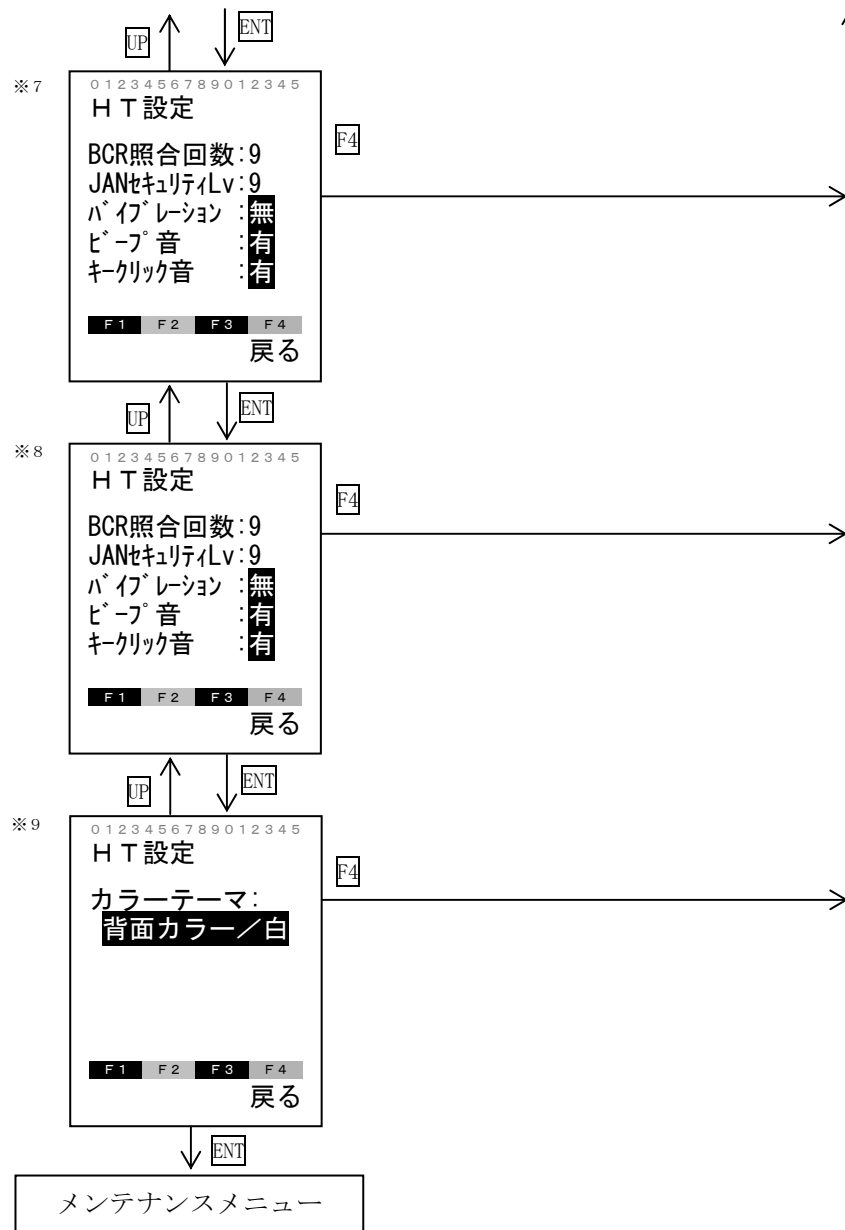 UP
ENT
※７
０１２３４５６７８９０１２３４５
ＨＴ設定
BCR照合回数:9
JANｾｷｭﾘﾃｨLv:9
ﾊﾞｲﾌﾞﾚｰｼｮﾝ :無
ﾋﾞｰﾌﾟ音 :有
ｷｰｸﾘｯｸ音 :有
Ｆ１ Ｆ２ Ｆ３ Ｆ４
戻る
F4
UP
ENT
※８
０１２３４５６７８９０１２３４５
ＨＴ設定
BCR照合回数:9
JANｾｷｭﾘﾃｨLv:9
ﾊﾞｲﾌﾞﾚｰｼｮﾝ :無
ﾋﾞｰﾌﾟ音 :有
ｷｰｸﾘｯｸ音 :有
Ｆ１ Ｆ２ Ｆ３ Ｆ４
戻る
F4
UP
ENT
※９
０１２３４５６７８９０１２３４５
ＨＴ設定
カラーテーマ:
背面カラー／白
Ｆ１ Ｆ２ Ｆ３ Ｆ４
戻る
F4
ENT
メンテナンスメニュー